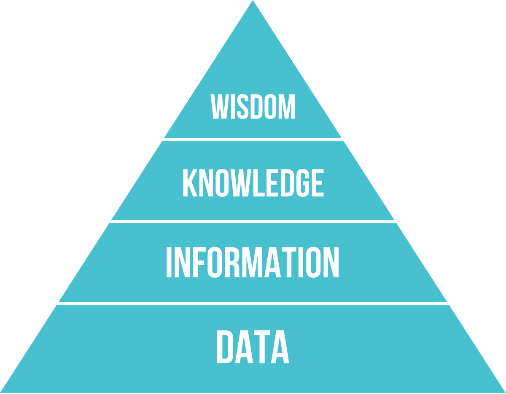 WISDOM
KNOWLEDGE
INFORMATION
DATA